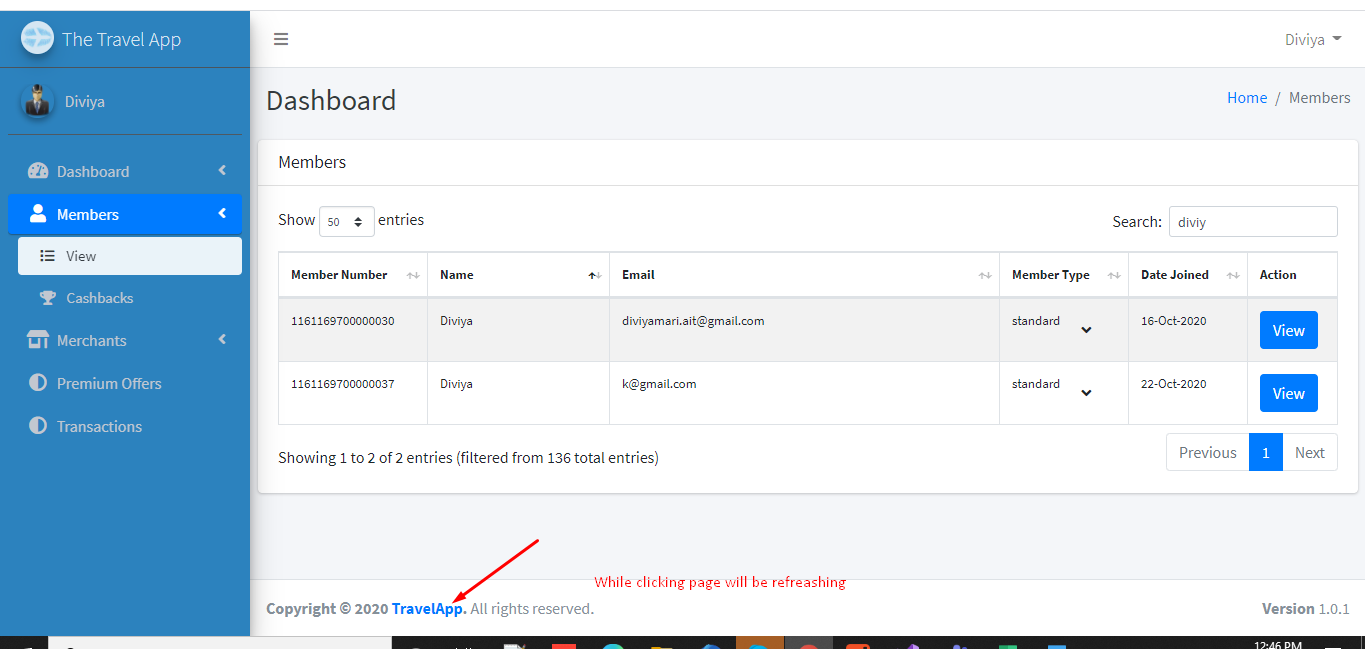 The Travel App
Diviya
Diviya
Dashboard
Home / Members
Dashboard
Members
View
Cashbacks
Merchants
Premium Offers
Transactions
Members
Show 50 entries
Search: diviy
Member Number Name Email Member Type Date Joined Action
1161169700000030 Diviya diviyamari.ait@gmail.com standard 16-Oct-2020 View
1161169700000037 Diviya k@gmail.com standard 22-Oct-2020 View
Showing 1 to 2 of 2 entries (filtered from 136 total entries)
Previous 1 Next
While clicking page will be refreashing
Copyright © 2020 TravelApp. All rights reserved.
Version 1.0.1
12:46 PM